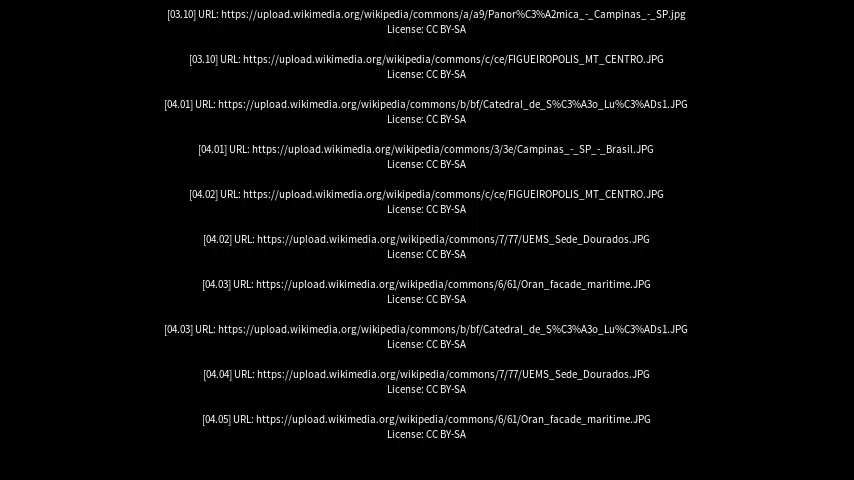 [03.10] URL: https://upload.wikimedia.org/wikipedia/commons/a/a9/Panor%C3%A2mica_-_Campinas_-_SP.jpg
License: CC BY-SA
[03.10] URL: https://upload.wikimedia.org/wikipedia/commons/c/ce/FIGUEIROPOLIS_MT_CENTRO.JPG
License: CC BY-SA
[04.01] URL: https://upload.wikimedia.org/wikipedia/commons/b/bf/Catedral_de_S%C3%A3o_Lu%C3%ADs1.JPG
License: CC BY-SA
[04.01] URL: https://upload.wikimedia.org/wikipedia/commons/3/3e/Campinas_-_SP_-_Brasil.JPG
License: CC BY-SA
[04.02] URL: https://upload.wikimedia.org/wikipedia/commons/c/ce/FIGUEIROPOLIS_MT_CENTRO.JPG
License: CC BY-SA
[04.02] URL: https://upload.wikimedia.org/wikipedia/commons/7/77/UEMS_Sede_Dourados.JPG
License: CC BY-SA
[04.03] URL: https://upload.wikimedia.org/wikipedia/commons/6/61/Oran_facade_maritime.JPG
License: CC BY-SA
[04.03] URL: https://upload.wikimedia.org/wikipedia/commons/b/bf/Catedral_de_S%C3%A3o_Lu%C3%ADs1.JPG
License: CC BY-SA
[04.04] URL: https://upload.wikimedia.org/wikipedia/commons/7/77/UEMS_Sede_Dourados.JPG
License: CC BY-SA
[04.05] URL: https://upload.wikimedia.org/wikipedia/commons/6/61/Oran_facade_maritime.JPG
License: CC BY-SA